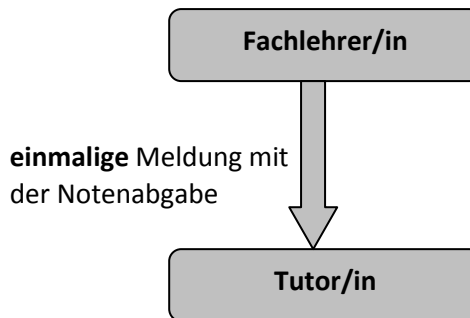 Fachlehrer/in
einmalige Meldung mit
der Notenabgabe
Tutor/in